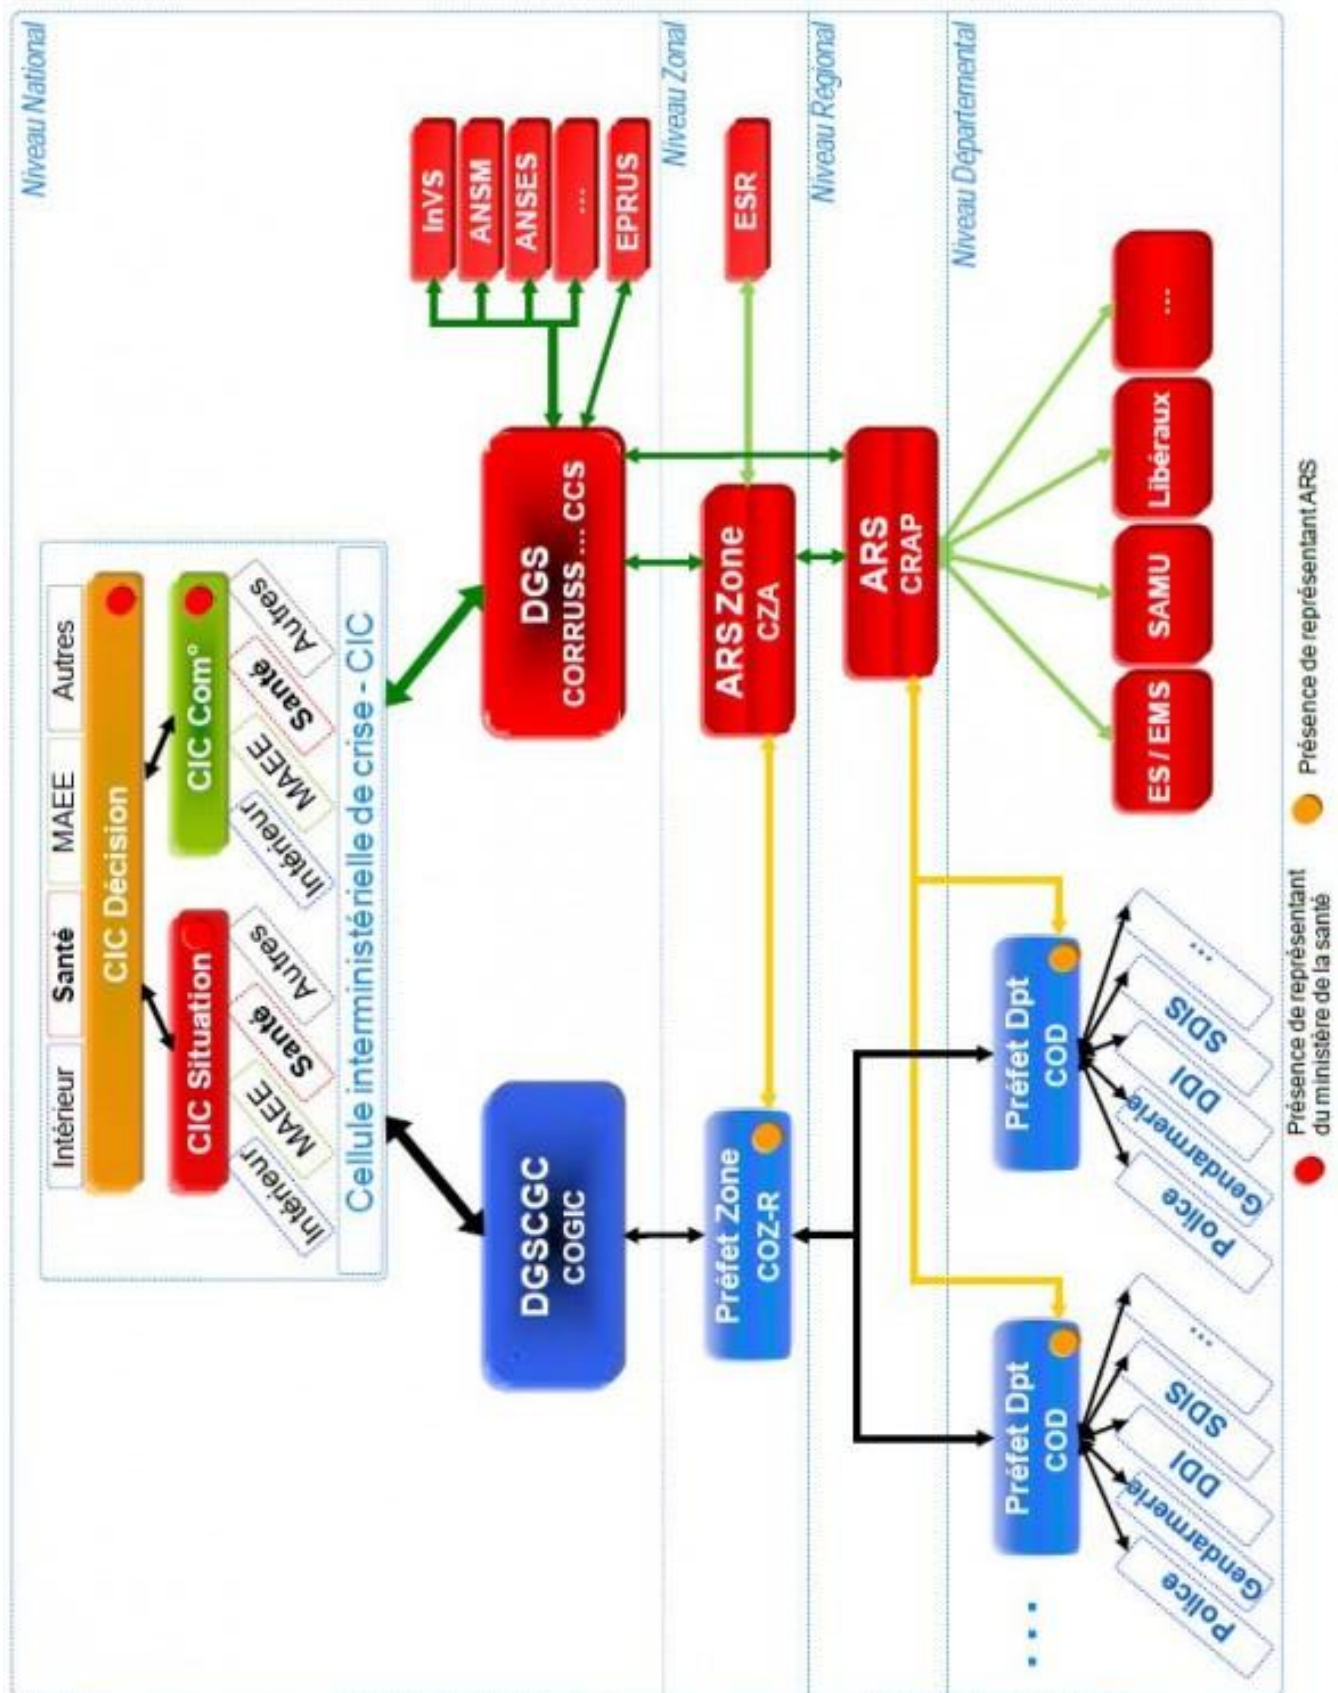 Niveau National
Intérieur
Santé
MAEE
Autres
CIC Décision
CIC Situation
CIC Com°
Intérieur
MAEE
Santé
Autres
Intérieur
MAEE
Santé
Autres
Cellule interministérielle de crise - CIC
DGSCGC
COGIC
DGS
CORRUSS ... CCS
InVS
ANSM
ANSES
...
EPRUS
Niveau Zonal
Préfet Zone
COZ-R
ARS Zone
CZA
ESR
Niveau Régional
ARS
CRAP
Niveau Départemental
...
Préfet Dpt
COD
Préfet Dpt
COD
Police
Gendarmerie
DDI
SDIS
...
Police
Gendarmerie
DDI
SDIS
...
ES / EMS
SAMU
Libéraux
...
Présence de représentant
du ministère de la santé
Présence de représentant ARS